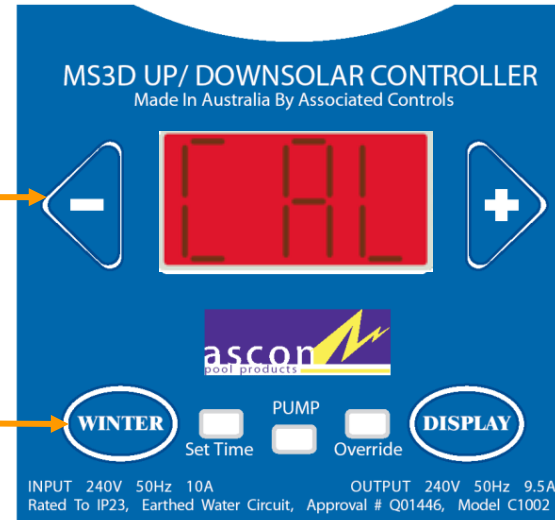 MS3D UP/ DOWNSOLAR CONTROLLER
Made In Australia By Associated Controls
- CAL +
ascon
pool products
WINTER Set Time PUMP Override DISPLAY
INPUT 240V 50Hz 10A OUTPUT 240V 50Hz 9.5A
Rated To IP23, Earthed Water Circuit, Approval # Q01446, Model C1002